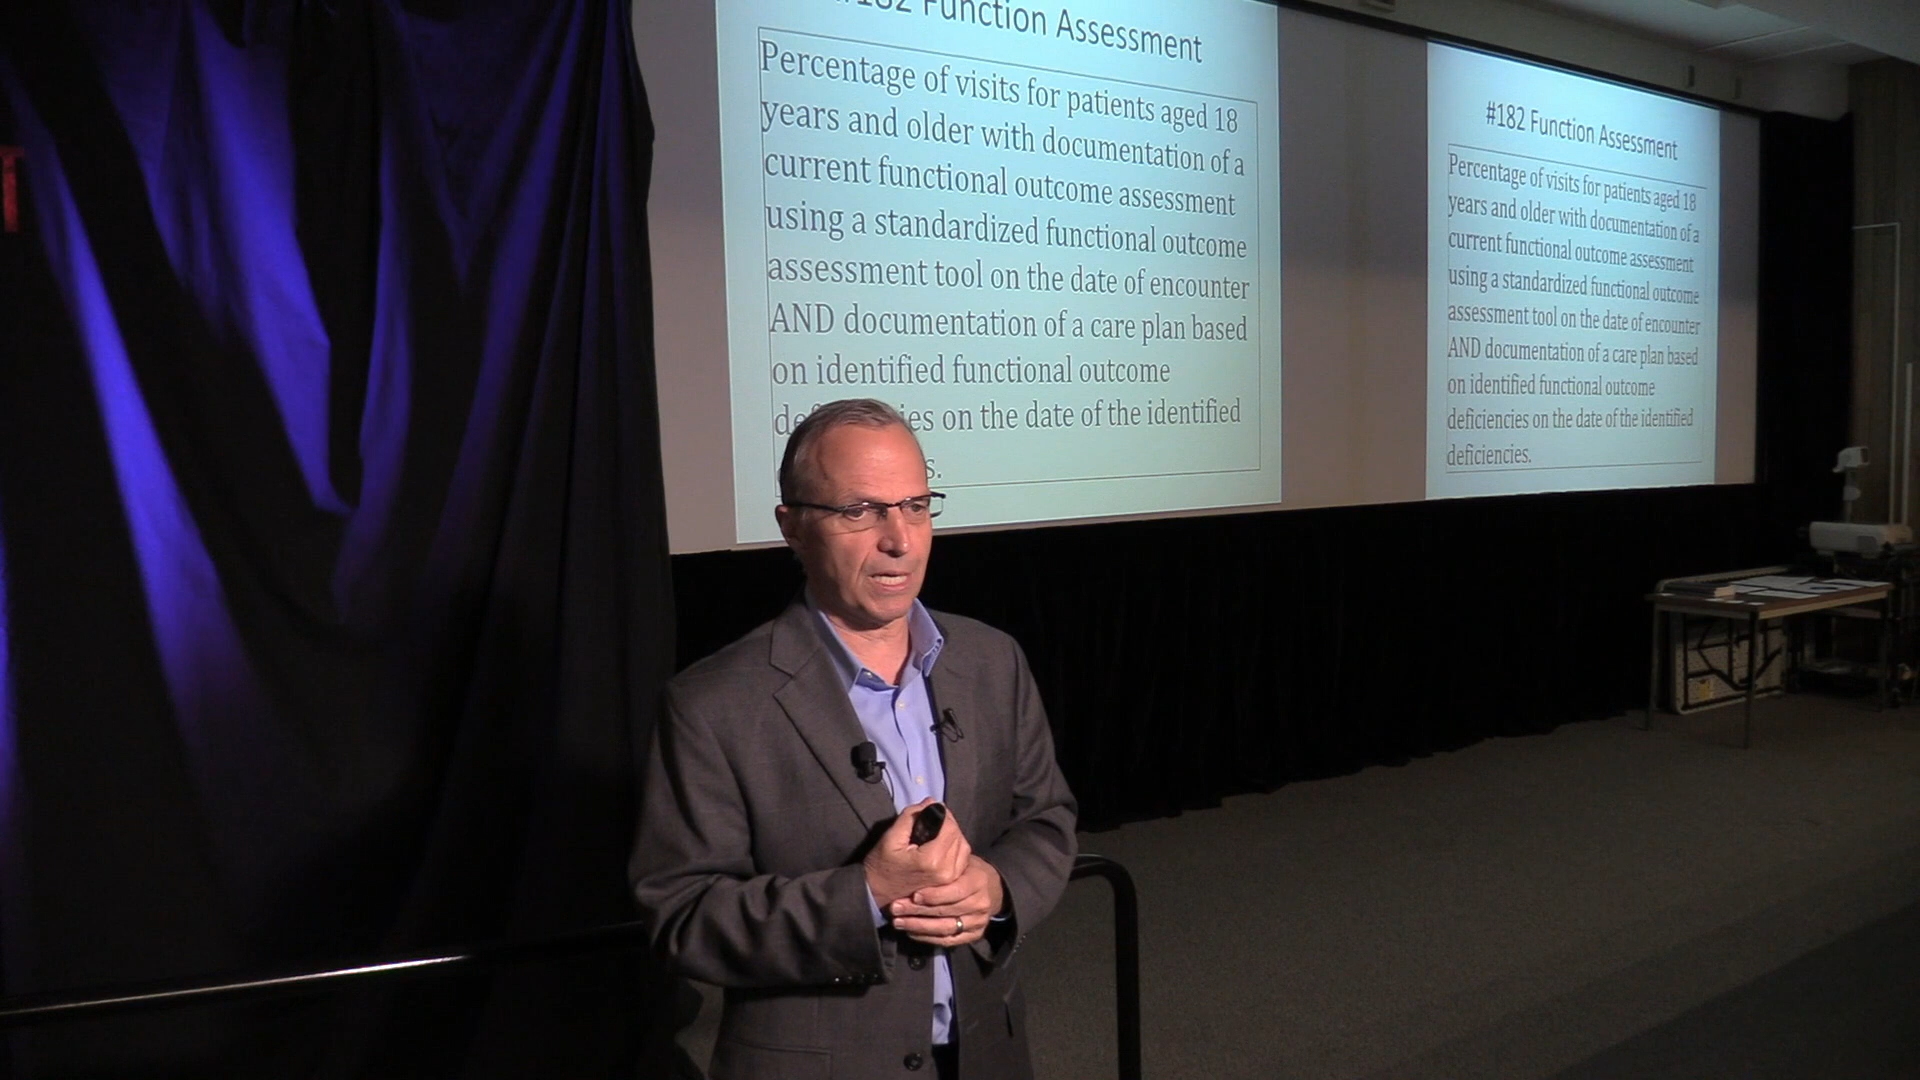 #182 Function Assessment
Percentage of visits for patients aged 18
years and older with documentation of a
current functional outcome assessment
using a standardized functional outcome
assessment tool on the date of encounter
AND documentation of a care plan based
on identified functional outcome
es on the date of the identified
s.
#182 Function Assessment
Percentage of visits for patients aged 18
years and older with documentation of a
current functional outcome assessment
using a standardized functional outcome
assessment tool on the date of encounter
AND documentation of a care plan based
on identified functional outcome
deficiencies on the date of the identified
deficiencies.